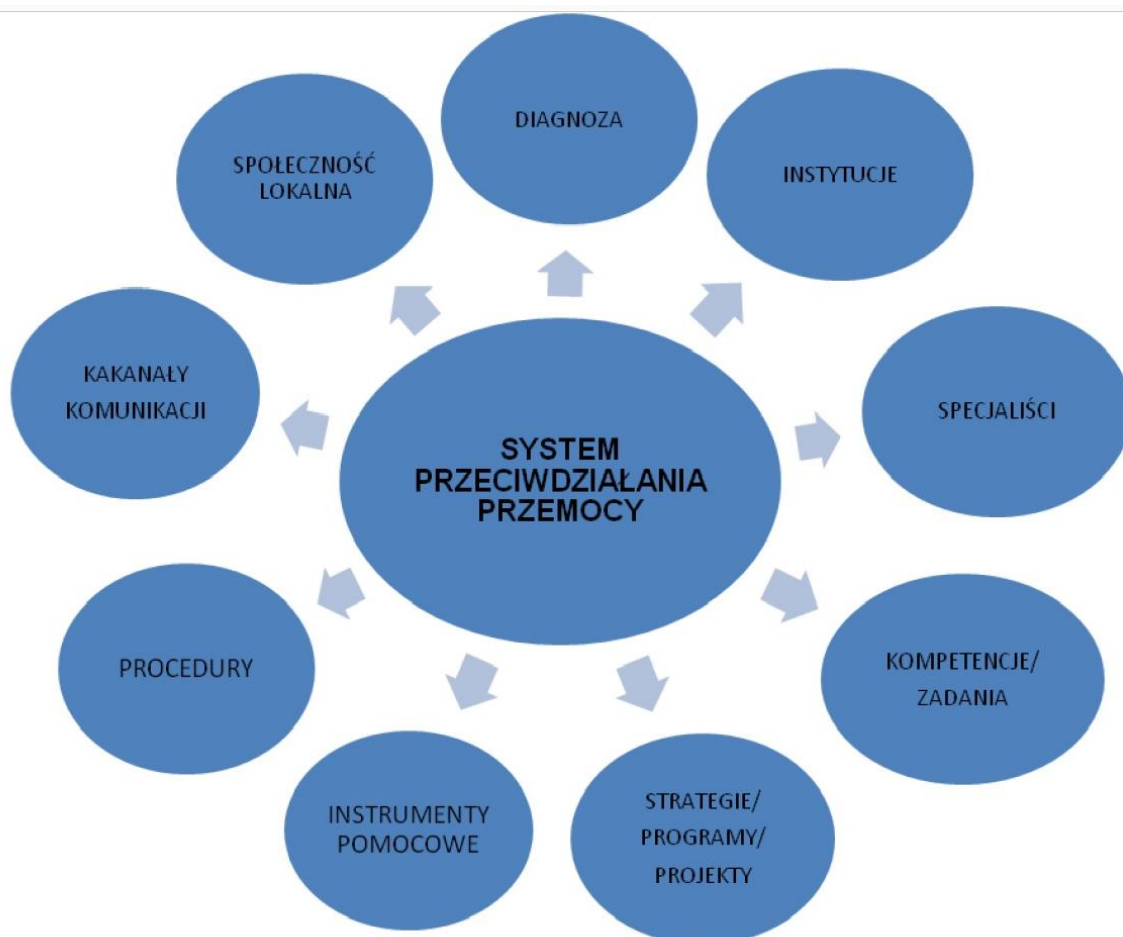 DIAGNOZA
INSTYTUCJE
SPOŁECZNOŚĆ
LOKALNA
KAKANAŁY
KOMUNIKACJI
SPECJALIŚCI
SYSTEM
PRZECIWDZIAŁANIA
PRZEMOCY
PROCEDURY
KOMPETENCJE/
ZADANIA
INSTRUMENTY
POMOCOWE
STRATEGIE/
PROGRAMY/
PROJEKTY